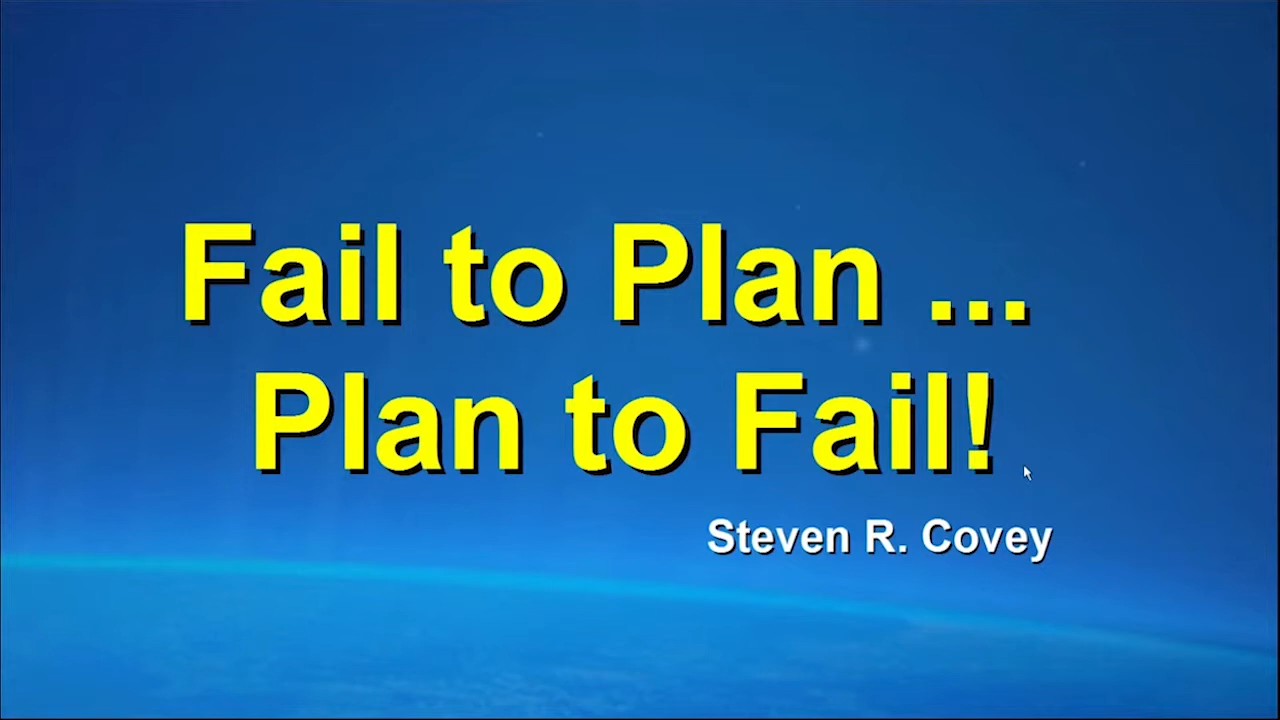 Fail to Plan ...
Plan to Fail!
Steven R. Covey